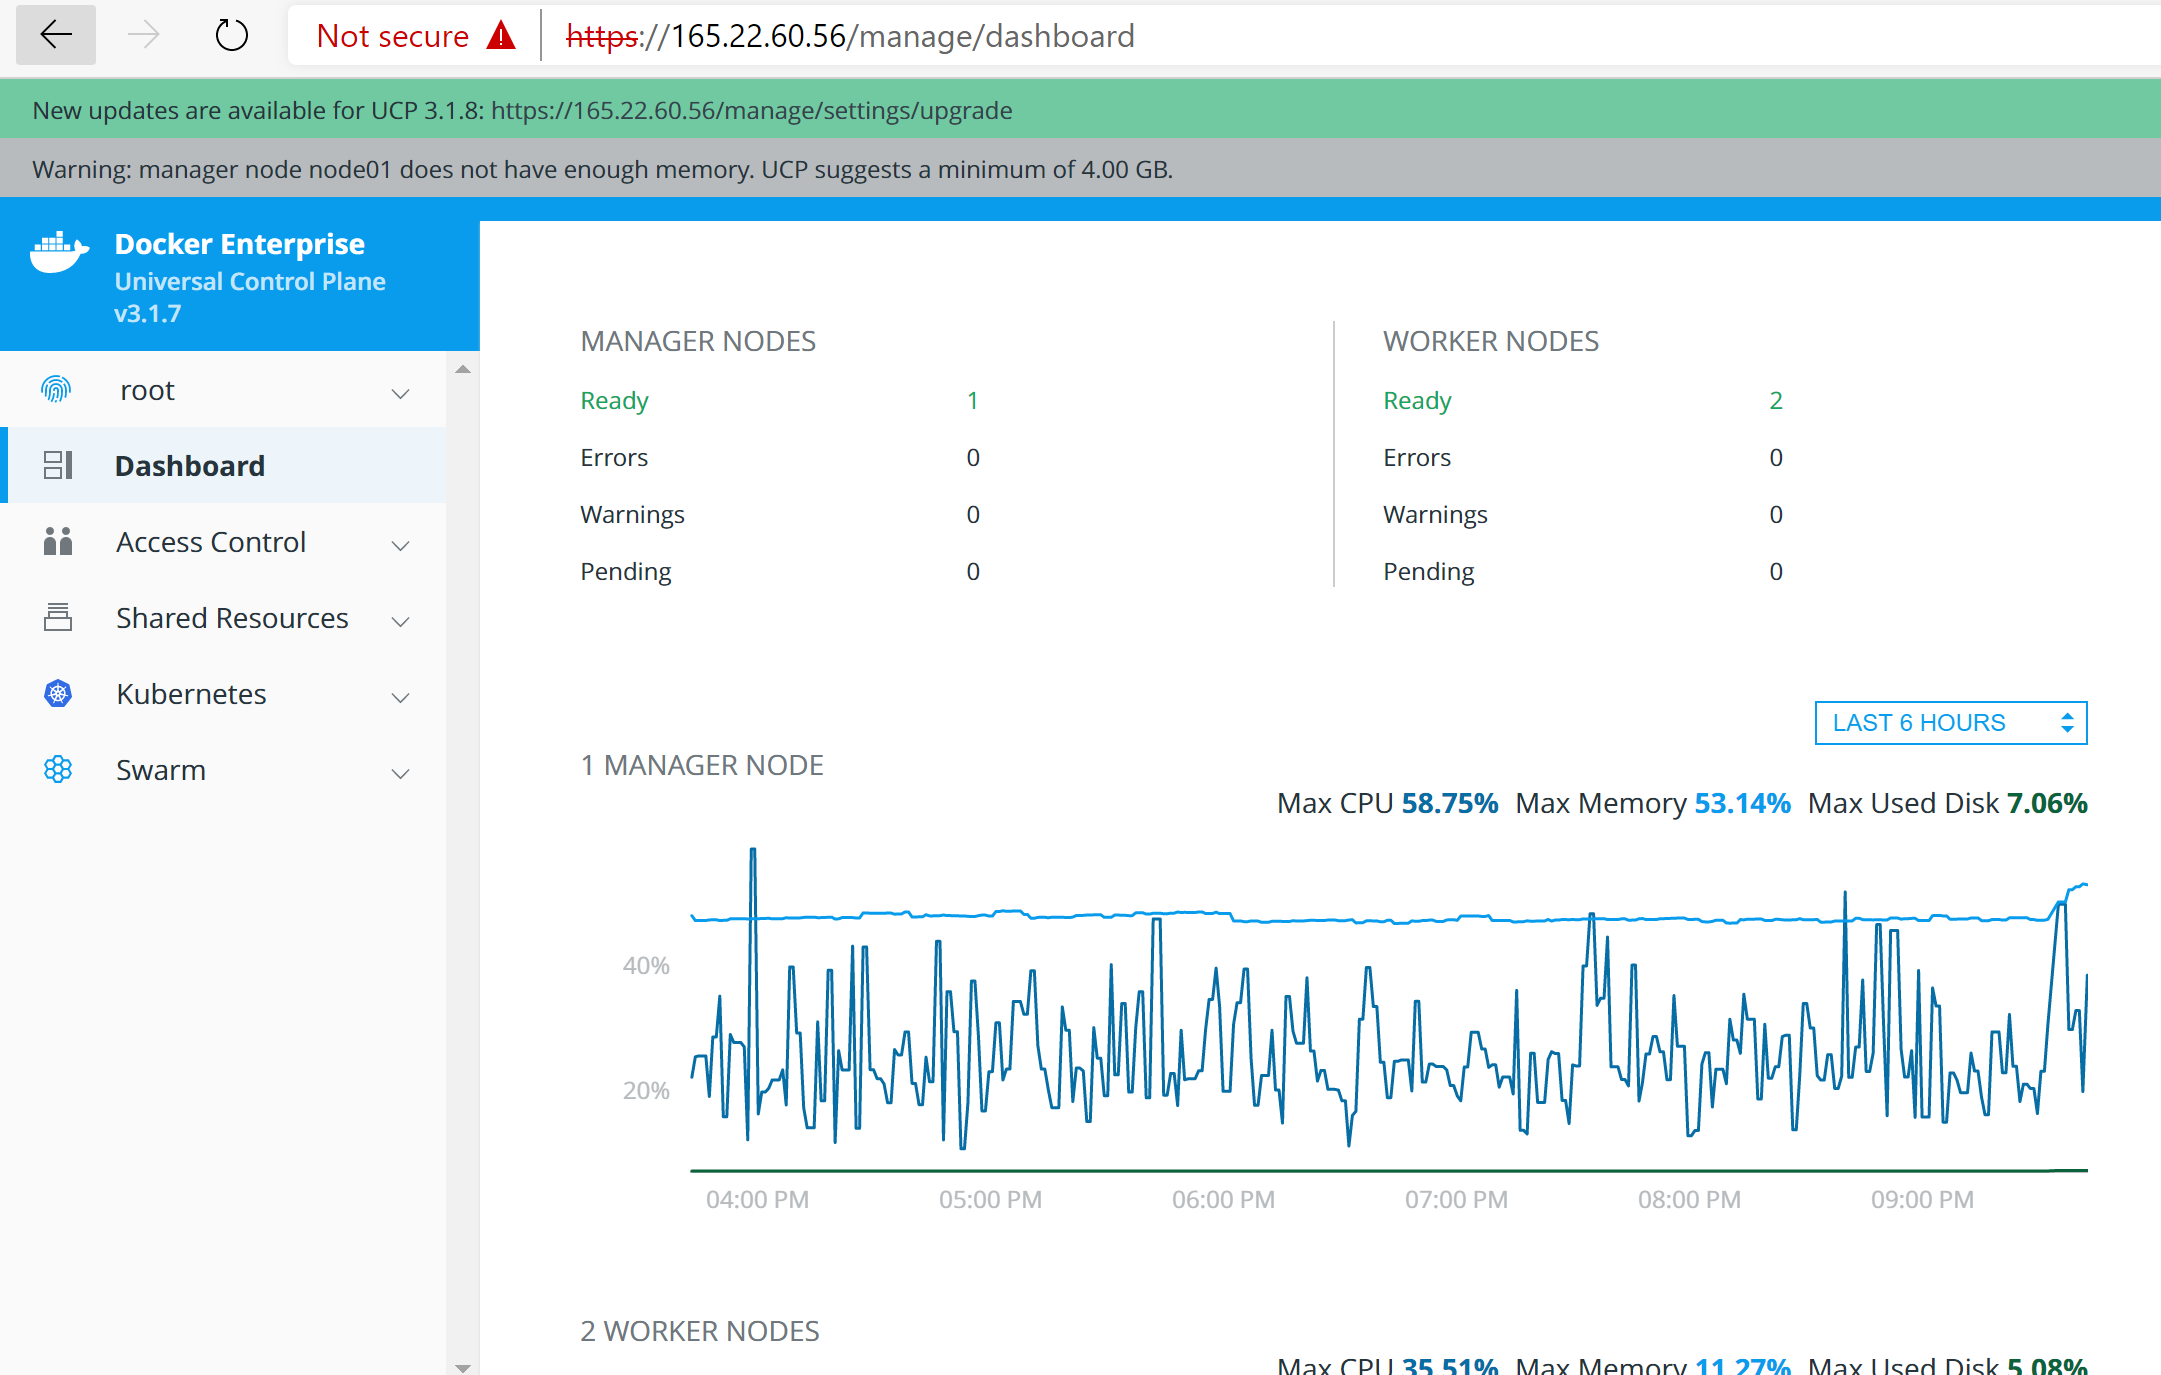 Not secure https://165.22.60.56/manage/dashboard
New updates are available for UCP 3.1.8: https://165.22.60.56/manage/settings/upgrade
Warning: manager node node01 does not have enough memory. UCP suggests a minimum of 4.00 GB.
Docker Enterprise
Universal Control Plane
v3.1.7
root
Dashboard
Access Control
Shared Resources
Kubernetes
Swarm
MANAGER NODES
Ready 1
Errors 0
Warnings 0
Pending 0
WORKER NODES
Ready 2
Errors 0
Warnings 0
Pending 0
LAST 6 HOURS
1 MANAGER NODE
Max CPU 58.75% Max Memory 53.14% Max Used Disk 7.06%
40%
20%
04:00 PM 05:00 PM 06:00 PM 07:00 PM 08:00 PM 09:00 PM
2 WORKER NODES
Max CPU 35.51% Max Memory 11.27% Max Used Disk 5.08%